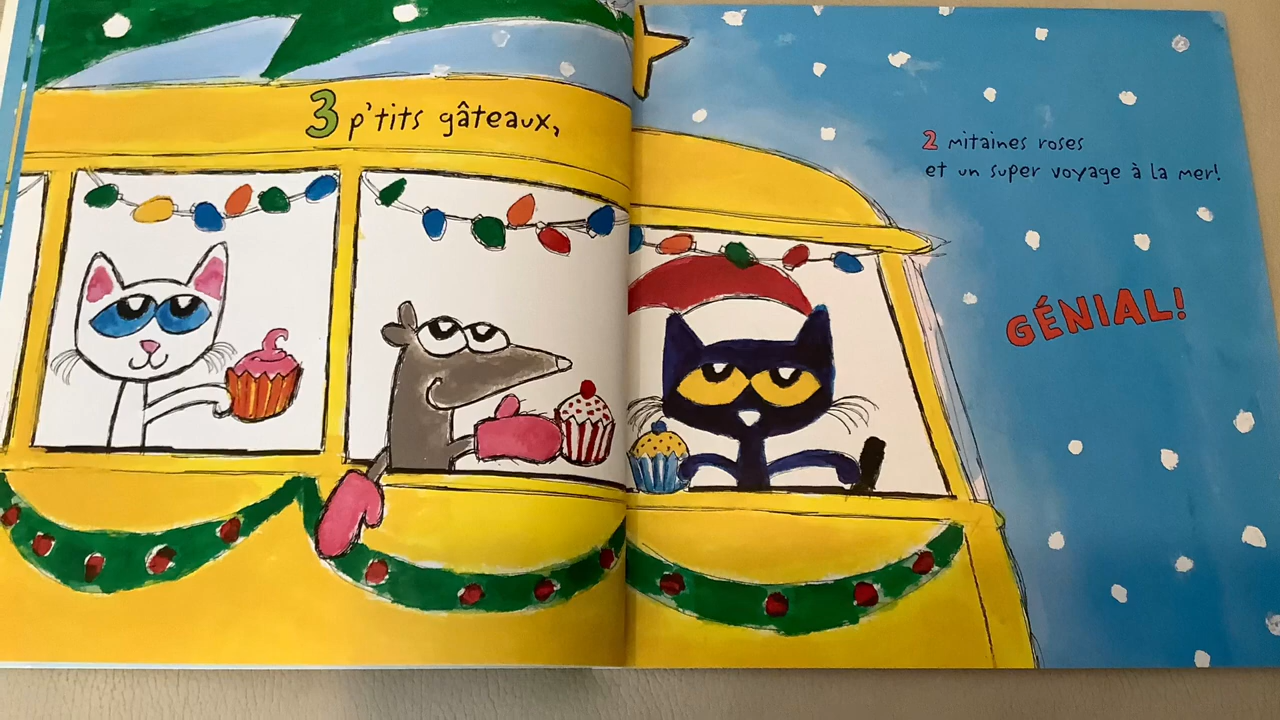 3 p'tits gâteaux,
2 mitaines roses
et un super voyage à la mer!
GÉNIAL!